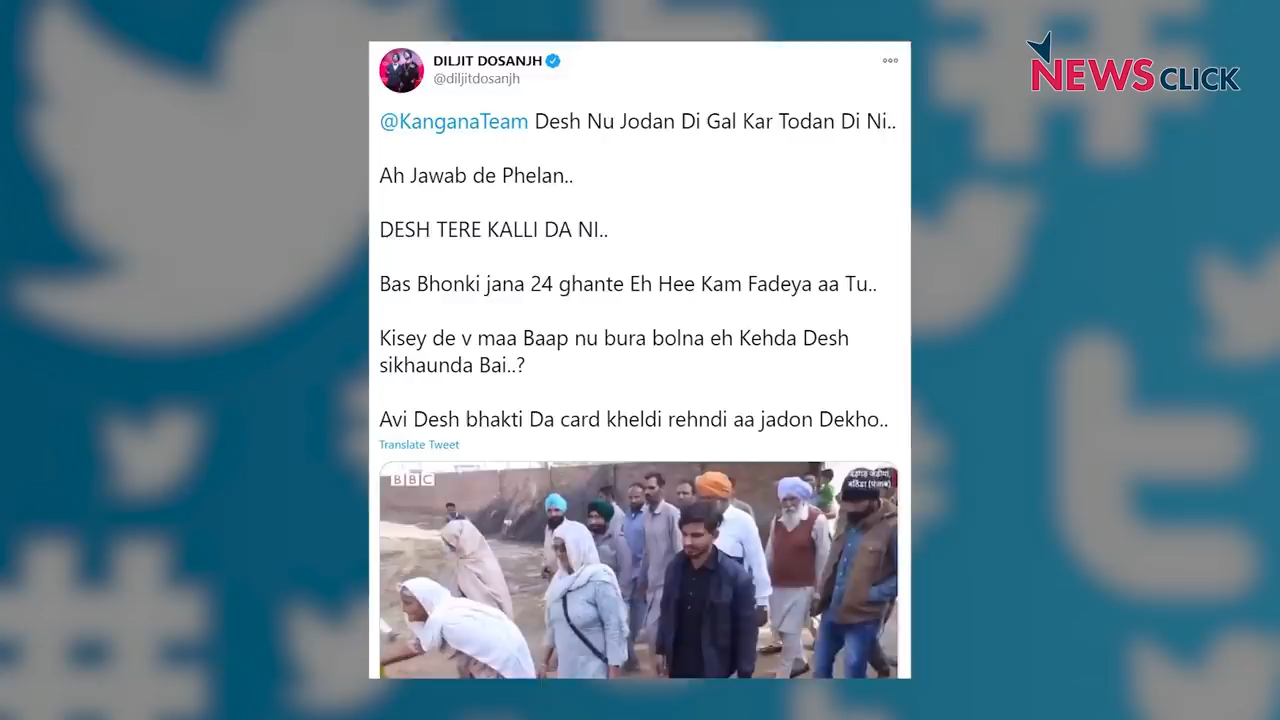 NEWSCLICK
DILJIT DOSANJH
@diljitdosanjh
@KanganaTeam Desh Nu Jodan Di Gal Kar Todan Di Ni..
Ah Jawab de Phelan..
DESH TERE KALLI DA NI..
Bas Bhonki jana 24 ghante Eh Hee Kam Fadeya aa Tu..
Kisey de v maa Baap nu bura bolna eh Kehda Desh
sikhaunda Bai..?
Avi Desh bhakti Da card kheldi rehndi aa jadon Dekho..
Translate Tweet
BBC
ਬਠਿੰਡਾ (ਪੰਜਾਬ)